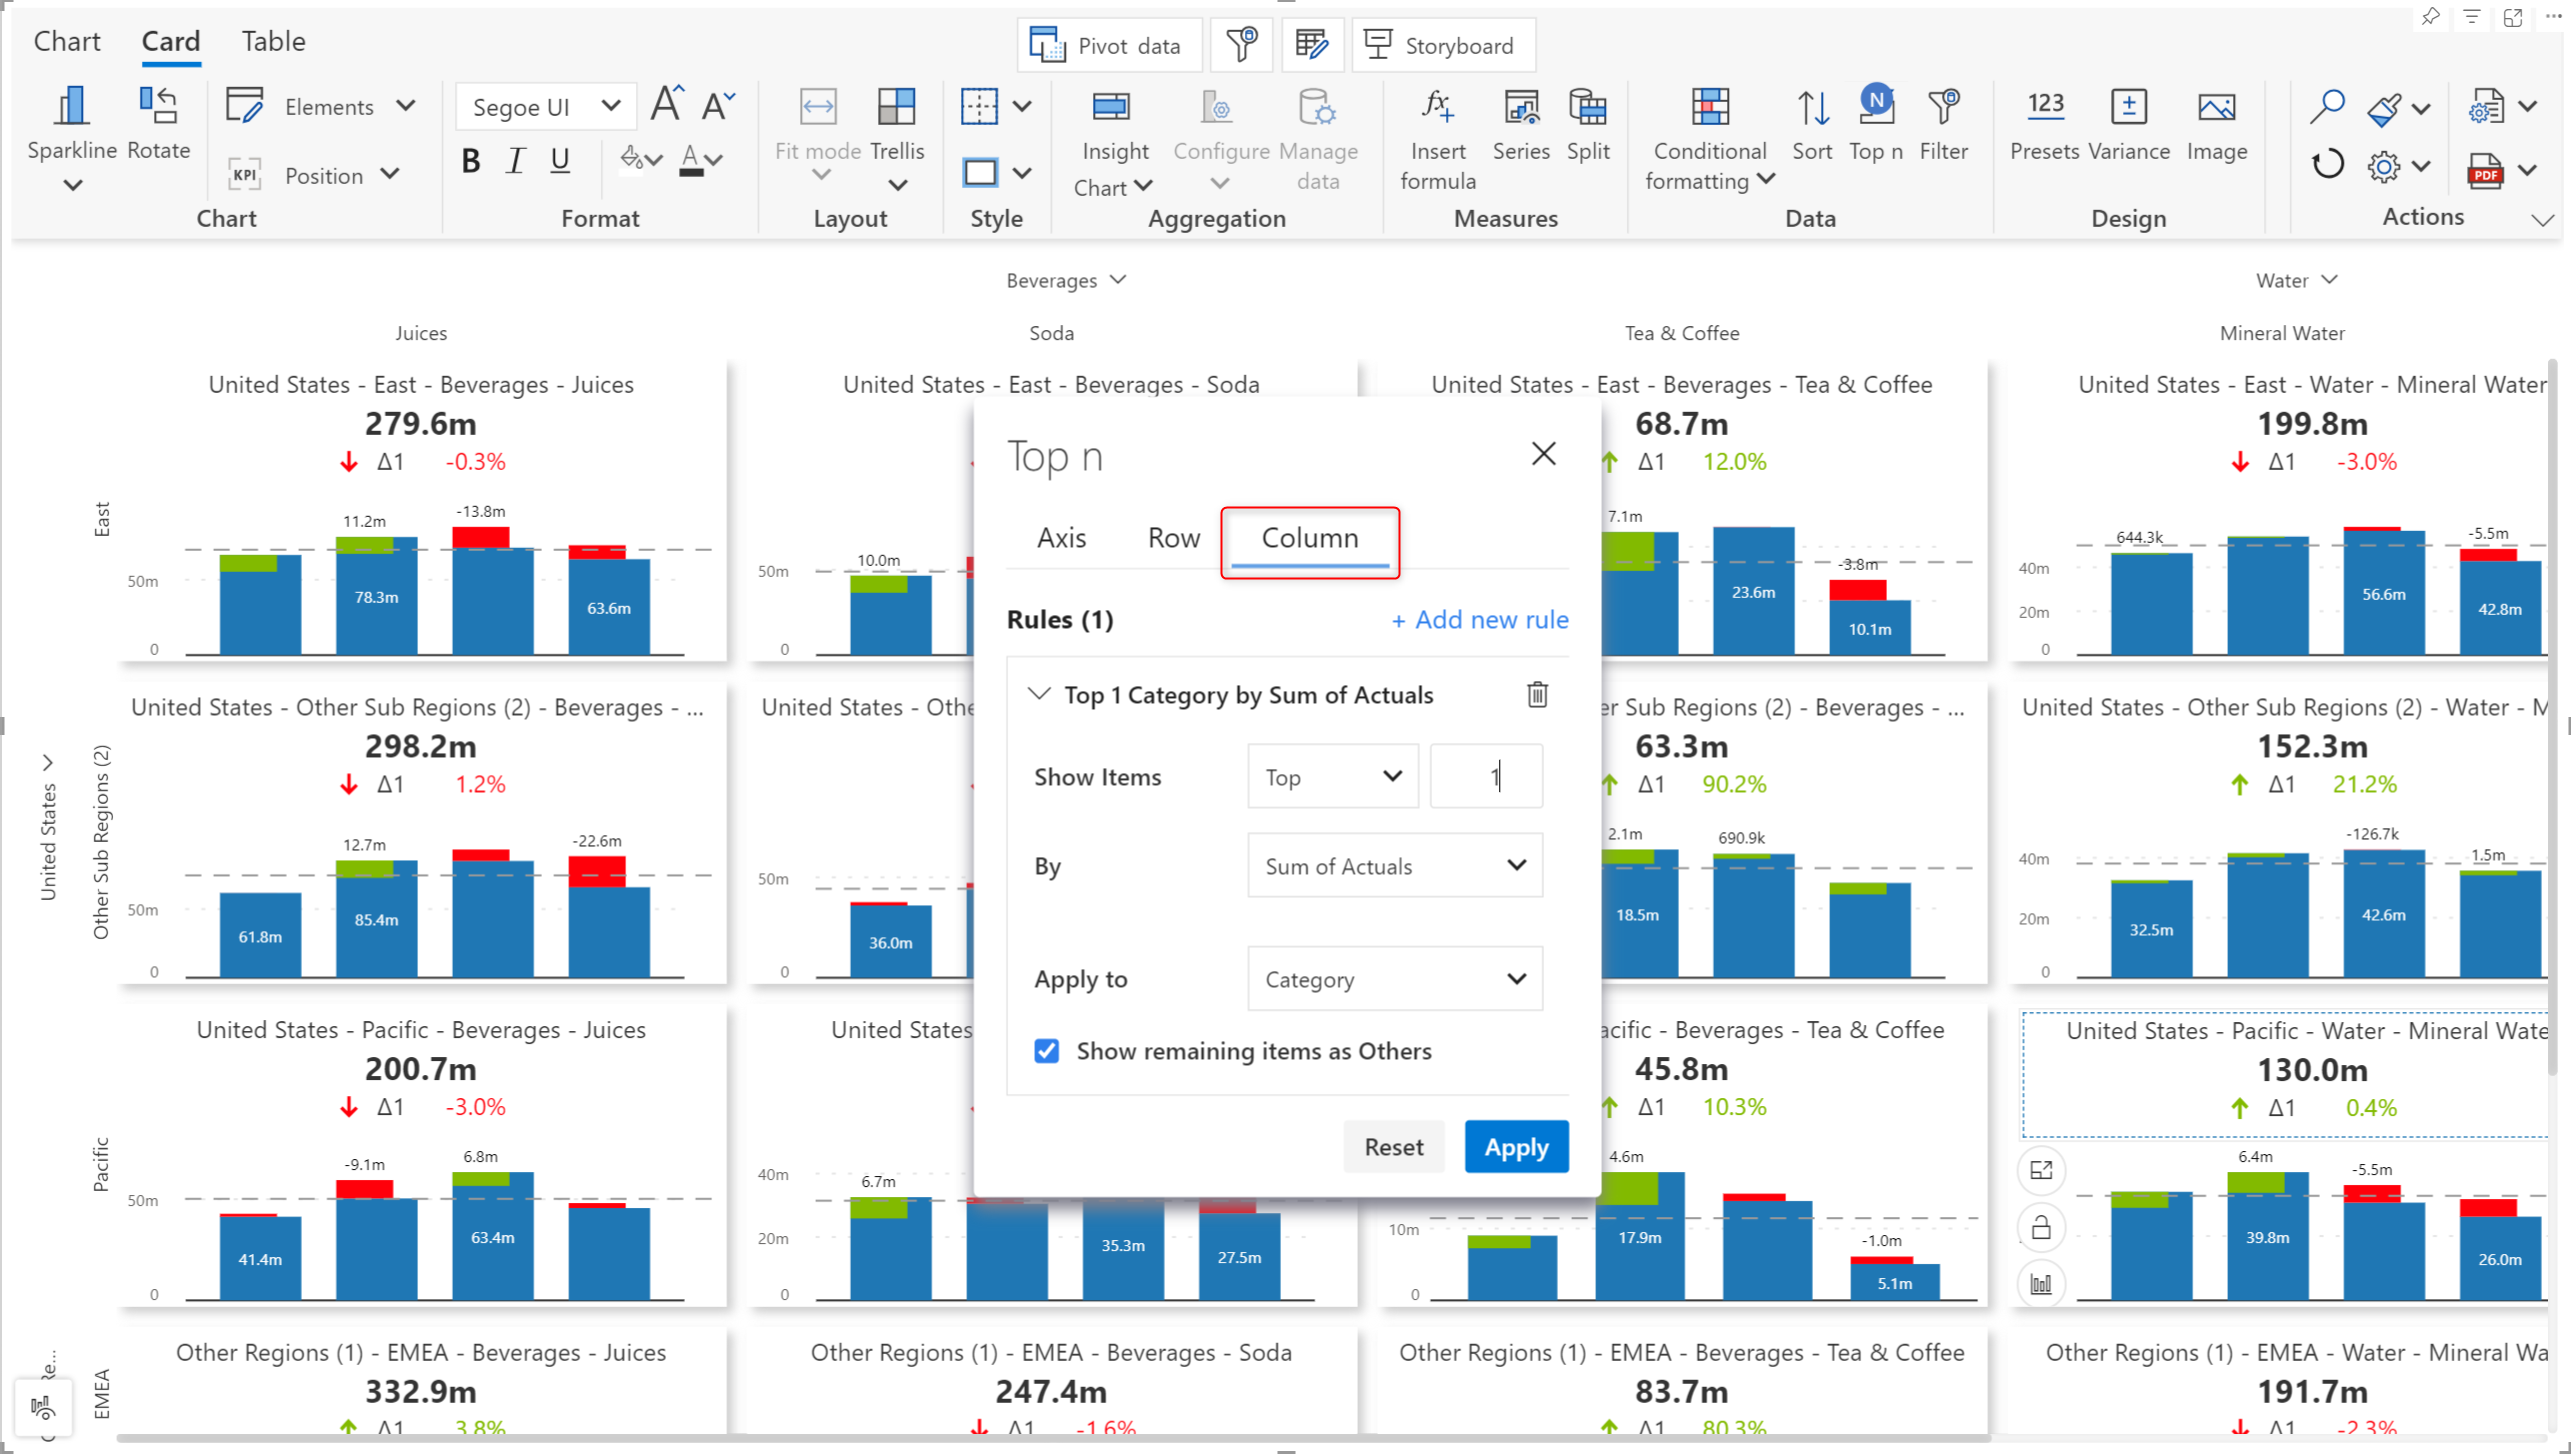 Chart Card Table
Pivot data Storyboard
Sparkline Rotate
Elements
Position
Chart
Segoe UI
A A
B I U A
Format
Fit mode Trellis
Layout
Style
Insight
Chart
Configure
Manage
data
Aggregation
fx
Insert
formula
Series Split
Measures
Conditional
formatting
Sort
N
Top n
Filter
Data
123
Presets Variance Image
Design
PDF
Actions
Beverages Water
Juices Soda Tea & Coffee Mineral Water
United States
East
Other Sub Regions (2)
Pacific
EMEA
United States - East - Beverages - Juices
279.6m
Δ1 -0.3%
11.2m -13.8m
50m
78.3m 63.6m
0
United States - East - Beverages - Soda
10.0m
50m
0
United States - East - Beverages - Tea & Coffee
68.7m
Δ1 12.0%
7.1m
-3.8m
23.6m
10.1m
United States - East - Water - Mineral Water
199.8m
Δ1 -3.0%
644.3k -5.5m
40m
56.6m
20m 42.8m
0
United States - Other Sub Regions (2) - Beverages - ...
298.2m
Δ1 1.2%
12.7m -22.6m
50m
61.8m 85.4m
0
United States - Othe
50m
36.0m
0
er Sub Regions (2) - Beverages - ...
63.3m
Δ1 90.2%
2.1m 690.9k
18.5m
United States - Other Sub Regions (2) - Water - M
152.3m
Δ1 21.2%
-126.7k
40m 1.5m
20m 42.6m
32.5m
0
United States - Pacific - Beverages - Juices
200.7m
Δ1 -3.0%
-9.1m 6.8m
50m
41.4m 63.4m
0
United States
40m
6.7m
20m 35.3m 27.5m
0
acific - Beverages - Tea & Coffee
45.8m
Δ1 10.3%
4.6m
10m 17.9m -1.0m
5.1m
0
United States - Pacific - Water - Mineral Wate
130.0m
Δ1 0.4%
6.4m -5.5m
39.8m 26.0m
Other Regions (1) - EMEA - Beverages - Juices
332.9m
Δ1 3.8%
Other Regions (1) - EMEA - Beverages - Soda
247.4m
Δ1 -1.6%
Other Regions (1) - EMEA - Beverages - Tea & Coffee
83.7m
Δ1 80.3%
Other Regions (1) - EMEA - Water - Mineral Wa
191.7m
Δ1 -2.3%
Top n
Axis Row Column
Rules (1) + Add new rule
Top 1 Category by Sum of Actuals
Show Items Top 1
By Sum of Actuals
Apply to Category
Show remaining items as Others
Reset Apply
KPI